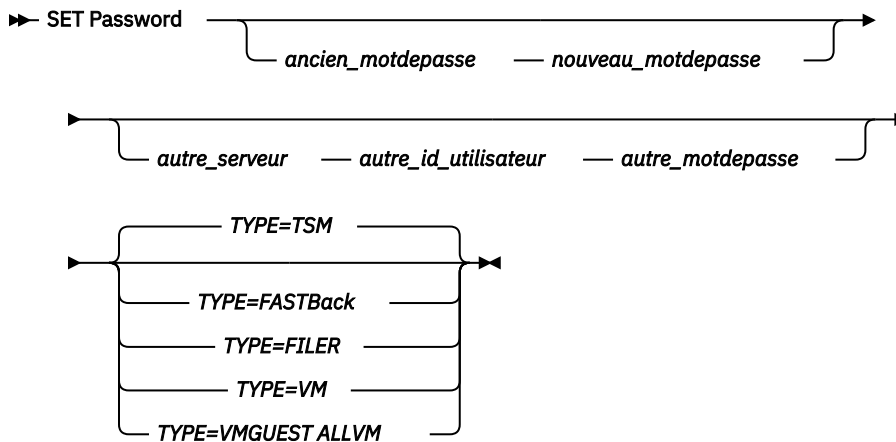 SET Password
ancien_motdepasse nouveau_motdepasse
autre_serveur autre_id_utilisateur autre_motdepasse
TYPE=TSM
TYPE=FASTBack
TYPE=FILER
TYPE=VM
TYPE=VMGUEST ALLVM